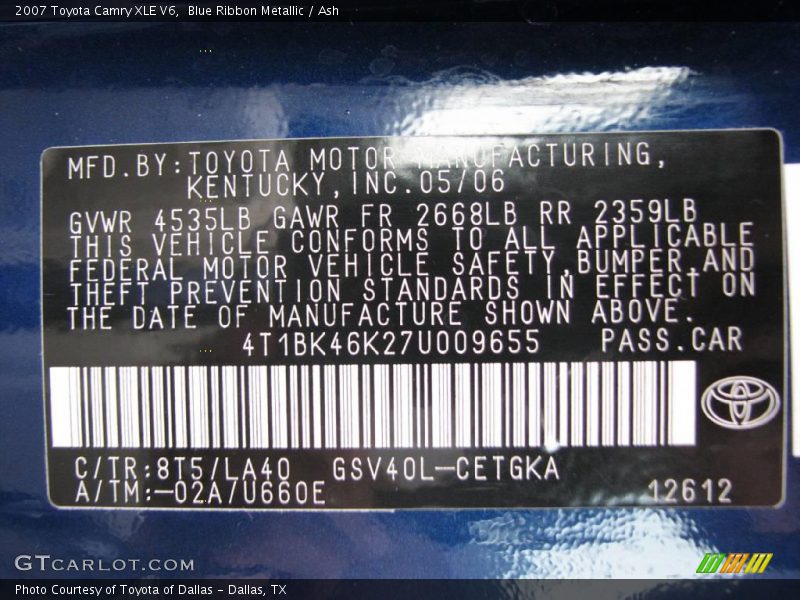 2007 Toyota Camry XLE V6,  Blue Ribbon Metallic / Ash
MFD.BY:TOYOTA MOTOR MANUFACTURING,
KENTUCKY,INC.05/06
GVWR 4535LB GAWR FR 2668LB RR 2359LB
THIS VEHICLE CONFORMS TO ALL APPLICABLE
FEDERAL MOTOR VEHICLE SAFETY,BUMPER,AND
THEFT PREVENTION STANDARDS IN EFFECT ON
THE DATE OF MANUFACTURE SHOWN ABOVE.
4T1BK46K27U009655 PASS.CAR
C/TR:8T5/LA40 GSV40L-CETGKA
A/TM:-02A/U660E 12612
GTCARLOT.COM
Photo Courtesy of Toyota of Dallas - Dallas, TX